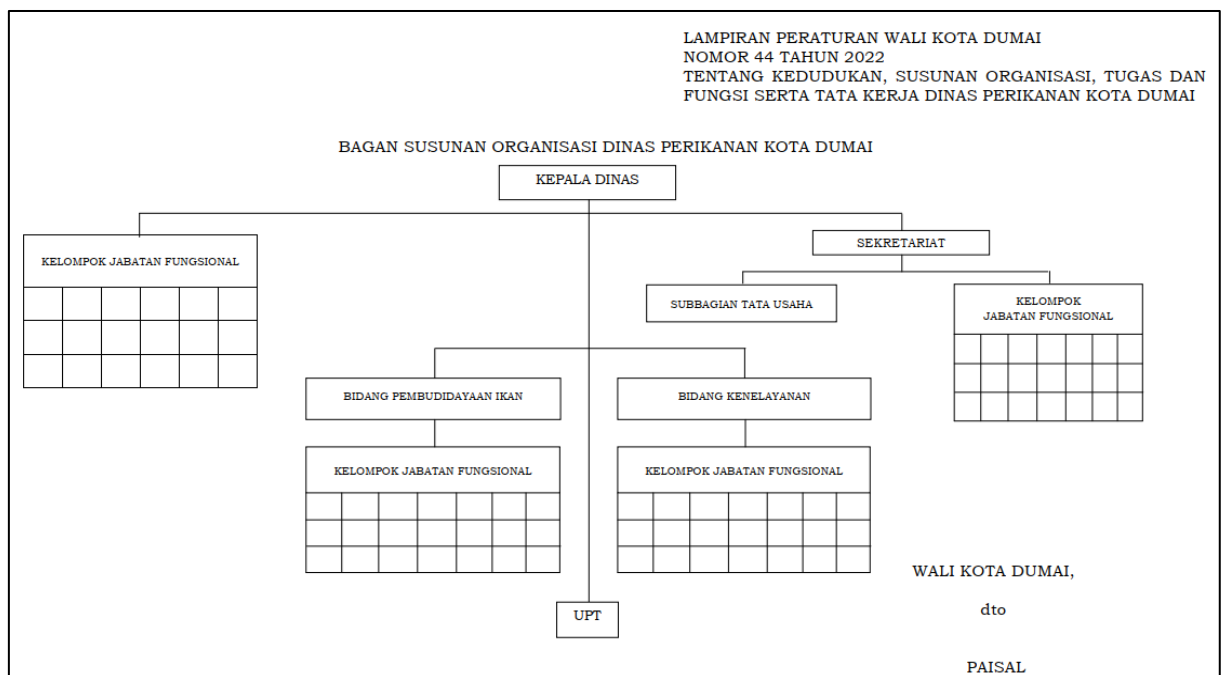 LAMPIRAN PERATURAN WALI KOTA DUMAI
NOMOR 44 TAHUN 2022
TENTANG KEDUDUKAN, SUSUNAN ORGANISASI, TUGAS DAN
FUNGSI SERTA TATA KERJA DINAS PERIKANAN KOTA DUMAI
BAGAN SUSUNAN ORGANISASI DINAS PERIKANAN KOTA DUMAI
KEPALA DINAS
KELOMPOK JABATAN FUNGSIONAL
SEKRETARIAT
SUBBAGIAN TATA USAHA
KELOMPOK
JABATAN FUNGSIONAL
BIDANG PEMBUDIDAYAAN IKAN
BIDANG KENELAYANAN
KELOMPOK JABATAN FUNGSIONAL
KELOMPOK JABATAN FUNGSIONAL
UPT
WALI KOTA DUMAI,
dto
PAISAL